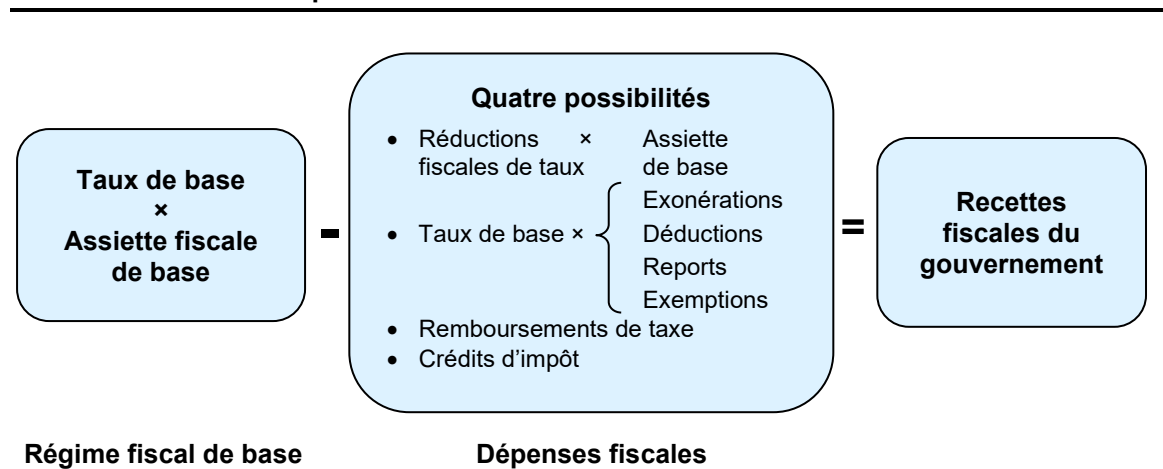 Taux de base
×
Assiette fiscale
de base
-
Quatre possibilités
• Réductions × Assiette
fiscales de taux de base
Exonérations
• Taux de base × { Déductions
Reports
Exemptions
• Remboursements de taxe
• Crédits d’impôt
=
Recettes
fiscales du
gouvernement
Régime fiscal de base Dépenses fiscales